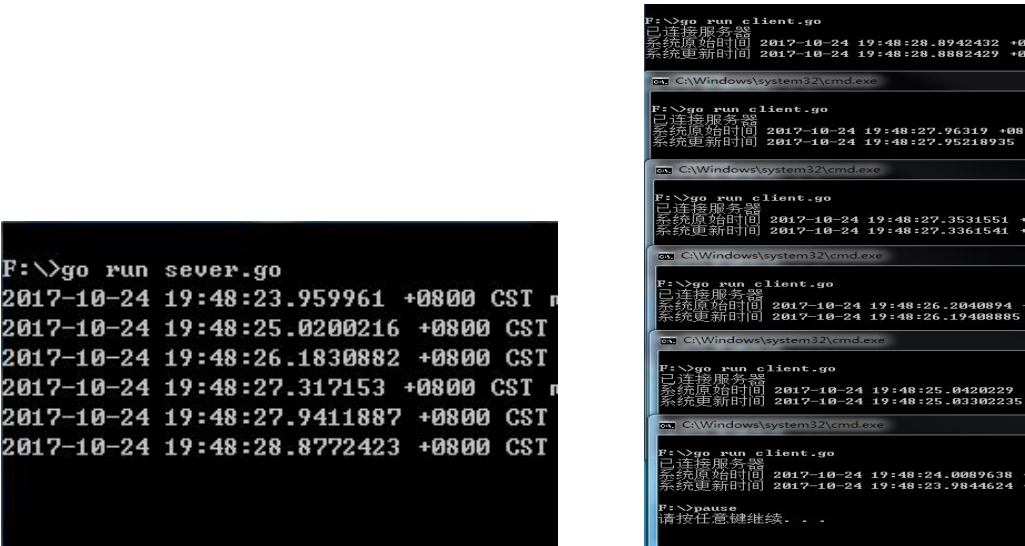 F:\>go run sever.go
2017-10-24 19:48:23.959961 +0800 CST
2017-10-24 19:48:25.0200216 +0800 CST
2017-10-24 19:48:26.1830882 +0800 CST
2017-10-24 19:48:27.317153 +0800 CST
2017-10-24 19:48:27.9411887 +0800 CST
2017-10-24 19:48:28.8772423 +0800 CST
F:\>go run client.go
已连接服务器
系统原始时间 2017-10-24 19:48:28.8942432 +0
系统更新时间 2017-10-24 19:48:28.8882429 +0
C:\Windows\system32\cmd.exe
F:\>go run client.go
已连接服务器
系统原始时间 2017-10-24 19:48:27.96319 +08
系统更新时间 2017-10-24 19:48:27.95218935
C:\Windows\system32\cmd.exe
F:\>go run client.go
已连接服务器
系统原始时间 2017-10-24 19:48:27.3531551 +
系统更新时间 2017-10-24 19:48:27.3361541 +
C:\Windows\system32\cmd.exe
F:\>go run client.go
已连接服务器
系统原始时间 2017-10-24 19:48:26.2040894
系统更新时间 2017-10-24 19:48:26.19408885
C:\Windows\system32\cmd.exe
F:\>go run client.go
已连接服务器
系统原始时间 2017-10-24 19:48:25.0420229
系统更新时间 2017-10-24 19:48:25.03302235
C:\Windows\system32\cmd.exe
F:\>go run client.go
已连接服务器
系统原始时间 2017-10-24 19:48:24.0089638
系统更新时间 2017-10-24 19:48:23.9844624
F:\>pause
请按任意键继续. . .